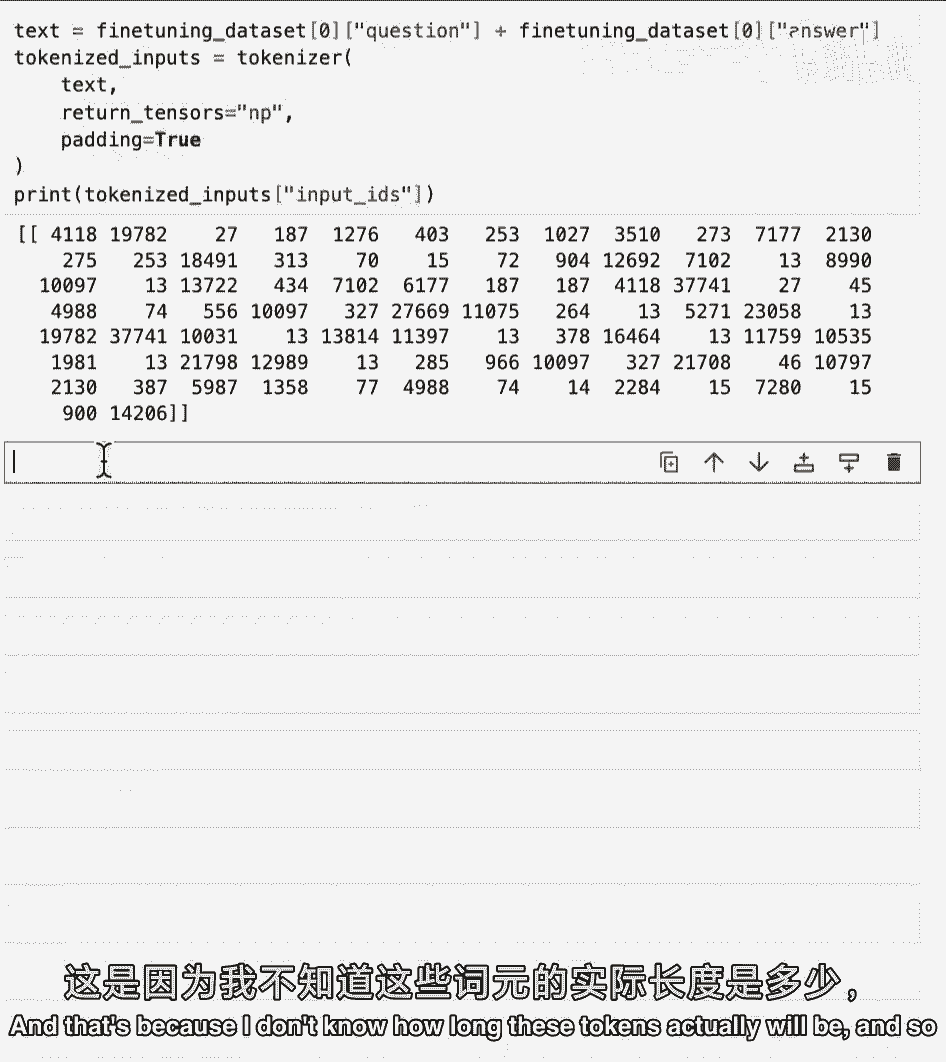 text = finetuning_dataset[0]["question"] + finetuning_dataset[0]["answer"]
tokenized_inputs = tokenizer(
    text,
    return_tensors="np",
    padding=True
)
print(tokenized_inputs["input_ids"])
[[ 4118 19782    27   187  1276   403   253  1027  3510   273  7177  2130
    275   253 18491   313    70    15    72   904 12692  7102    13  8990
  10097    13 13722   434  7102  6177   187   187  4118 37741    27    45
   4988    74   556 10097   327 27669 11075   264    13  5271 23058    13
  19782 37741 10031    13 13814 11397    13   378 16464    13 11759 10535
   1981    13 21798 12989    13   285   966 10097   327 21708    46 10797
   2130   387  5987  1358    77  4988    74    14  2284    15  7280    15
    900 14206]]
这是因为我不知道这些词元的实际长度是多少，
And that's because I don't know how long these tokens actually will be, and so